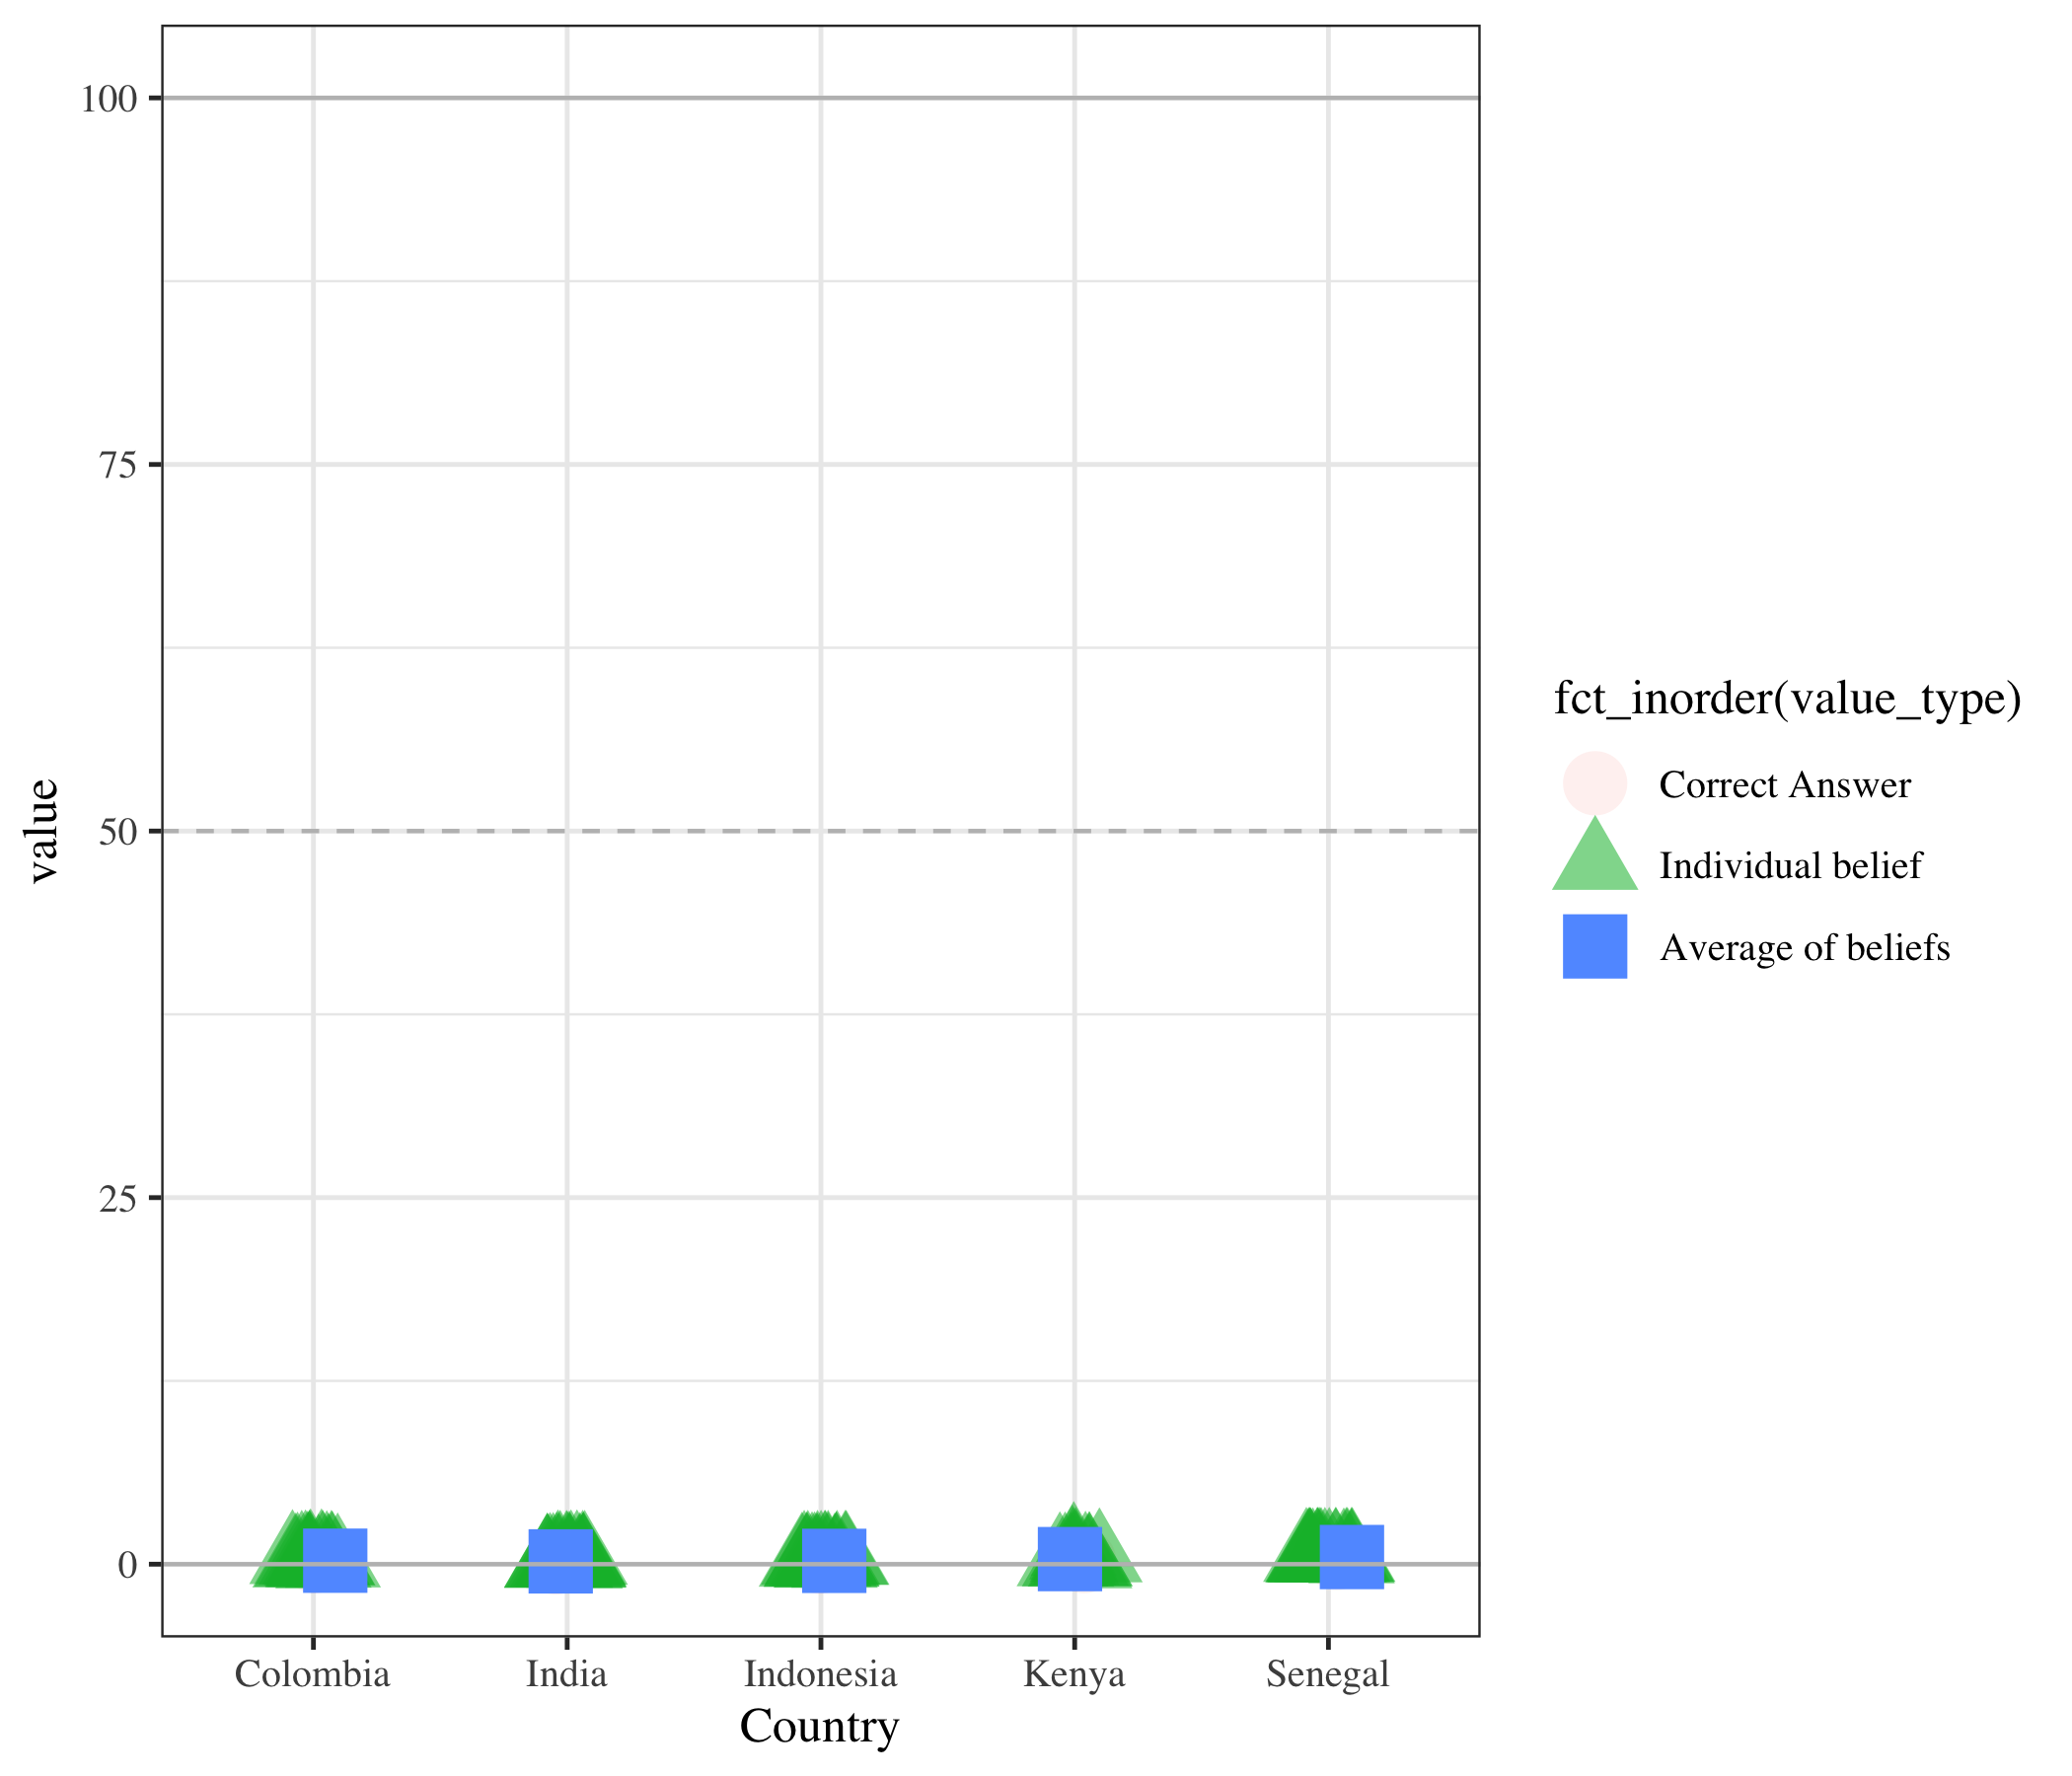 100
75
50
25
0
value
Colombia India Indonesia Kenya Senegal
Country
fct_inorder(value_type)
Correct Answer
Individual belief
Average of beliefs